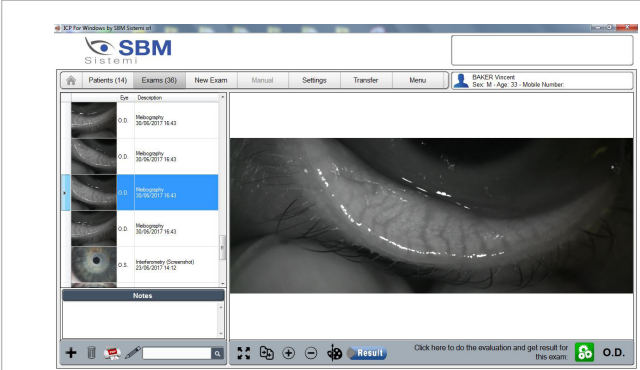 ICP For Windows by SBM Sistemi srl
SBM
Sistemi
Patients (14) Exams (36) New Exam Manual Settings Transfer Menu
BAKER Vincent
Sex: M - Age: 33 - Mobile Number:
Eye Description
O.D. Meibography
30/06/2017 16:43
O.D. Meibography
30/06/2017 16:43
O.D. Meibography
30/06/2017 16:43
O.D. Meibography
30/06/2017 16:43
O.S. Interferometry (Screenshot)
23/06/2017 14:12
Notes
Result
Click here to do the evaluation and get result for
this exam:
O.D.